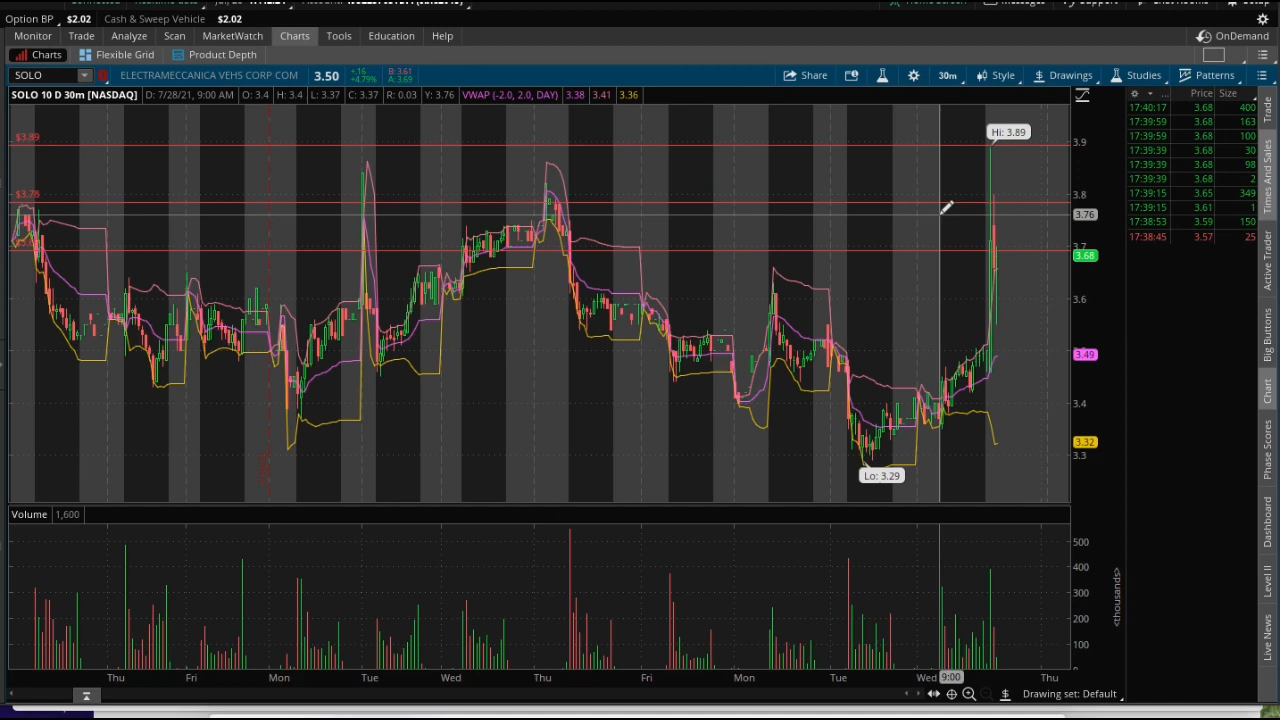 Option BP $2.02 Cash & Sweep Vehicle $2.02
Monitor Trade Analyze Scan MarketWatch Charts Tools Education Help
OnDemand
Charts Flexible Grid Product Depth
SOLO ELECTRAMECCANICA VEHS CORP COM 3.50 +.16 +4.79% B: 3.61 A: 3.69 Share 30m Style Drawings Studies Patterns
SOLO 10 D 30m [NASDAQ] D: 7/28/21, 9:00 AM O: 3.4 H: 3.4 L: 3.37 C: 3.37 R: 0.03 Y: 3.76 VWAP (-2.0, 2.0, DAY) 3.38 3.41 3.36
... Price Size
17:40:17 3.68 400
17:39:59 3.68 163
17:39:59 3.68 100
17:39:39 3.68 30
17:39:39 3.68 98
17:39:39 3.68 2
17:39:15 3.65 349
17:39:15 3.61 1
17:38:53 3.59 150
17:38:45 3.57 25
$3.89
Hi: 3.89
3.9
3.8
3.76
3.7
3.68
3.6
3.49
3.4
3.32
3.3
Lo: 3.29
Volume 1,600
500
400
300
200
100
<thousands>
Thu Fri Mon Tue Wed Thu Fri Mon Tue Wed 9:00 Thu
Drawing set: Default
Trade
Times And Sales
Active Trader
Big Buttons
Chart
Phase Scores
Dashboard
Level II
Live News